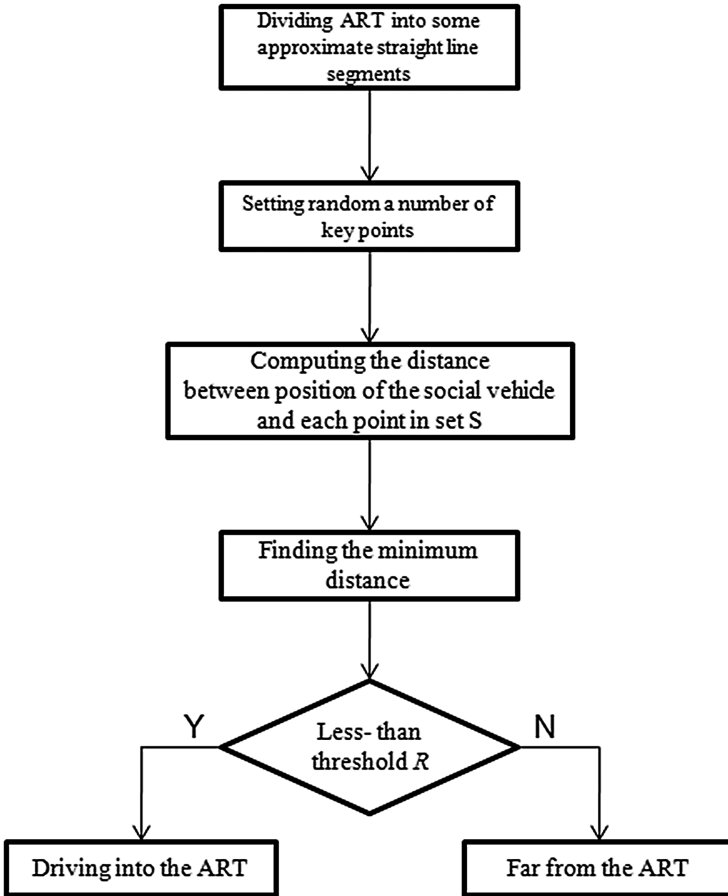 Dividing ART into some
approximate straight line
segments
Setting random a number of
key points
Computing the distance
between position of the social vehicle
and each point in set S
Finding the minimum
distance
Less- than
threshold R
Y
N
Driving into the ART
Far from the ART